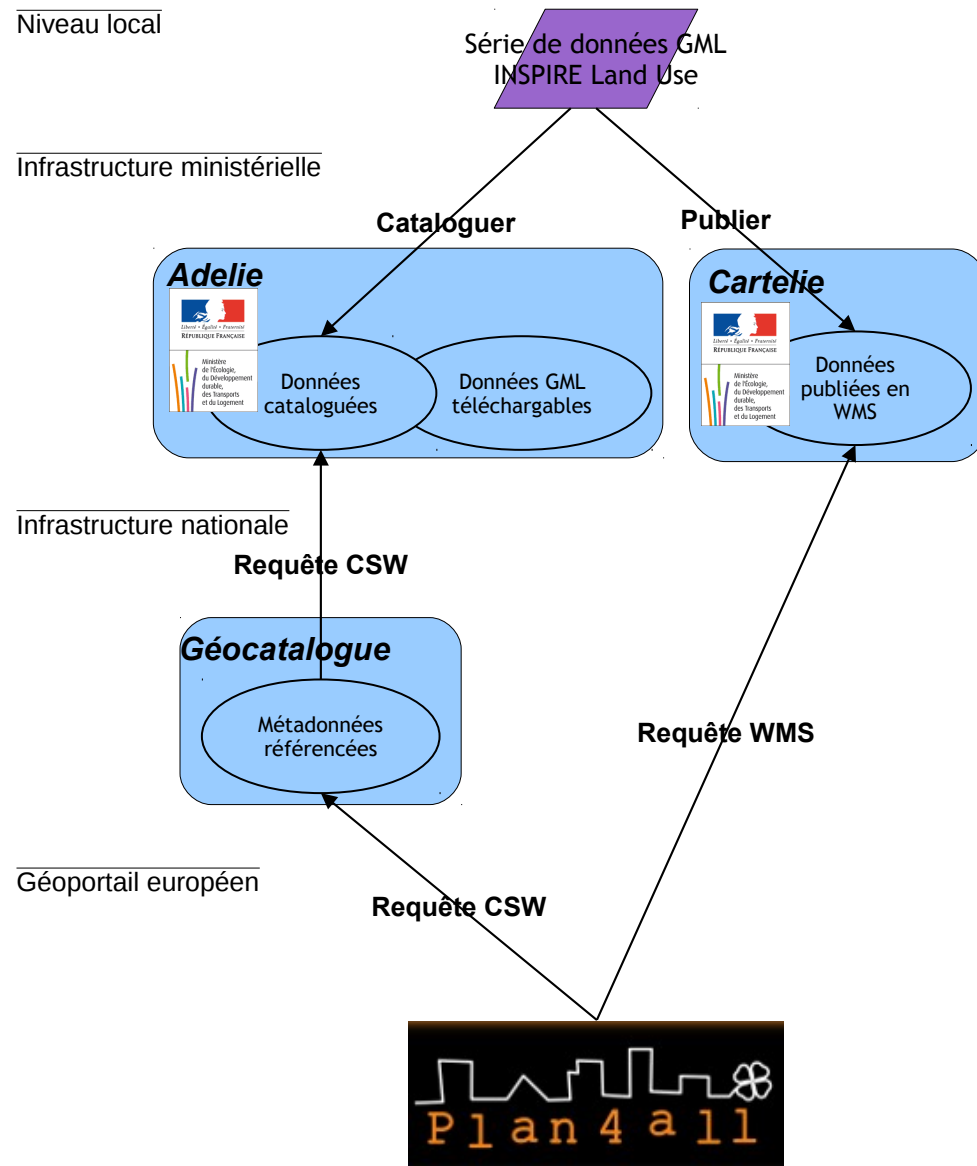 Niveau local
Série de données GML
INSPIRE Land Use
Infrastructure ministérielle
Cataloguer
Publier
Adelie
Liberté • Égalité • Fraternité
RÉPUBLIQUE FRANÇAISE
Ministère
de l'Écologie,
du Développement
durable,
des Transports
et du Logement
Données
cataloguées
Données GML
téléchargables
Cartelie
Liberté • Égalité • Fraternité
RÉPUBLIQUE FRANÇAISE
Ministère
de l'Écologie,
du Développement
durable,
des Transports
et du Logement
Données
publiées en
WMS
Infrastructure nationale
Requête CSW
Géocatalogue
Métadonnées
référencées
Requête WMS
Géoportail européen
Requête CSW
Plan4all